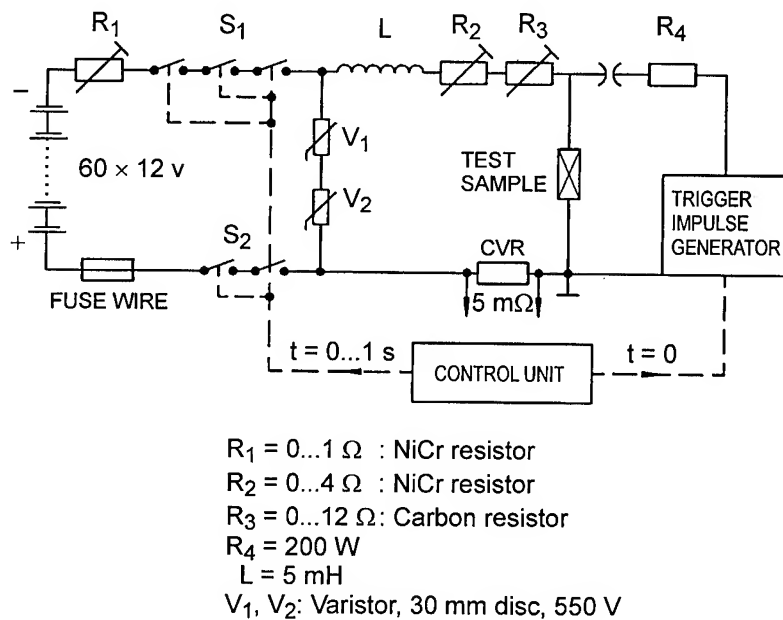 R₁ S₁ L R₂ R₃ R₄
−
60 × 12 v
V₁
V₂
TEST
SAMPLE
TRIGGER
IMPULSE
GENERATOR
+
S₂
CVR
FUSE WIRE
5 mΩ
t = 0...1 s
CONTROL UNIT
t = 0
R₁ = 0...1 Ω : NiCr resistor
R₂ = 0...4 Ω : NiCr resistor
R₃ = 0...12 Ω : Carbon resistor
R₄ = 200 W
L = 5 mH
V₁, V₂: Varistor, 30 mm disc, 550 V